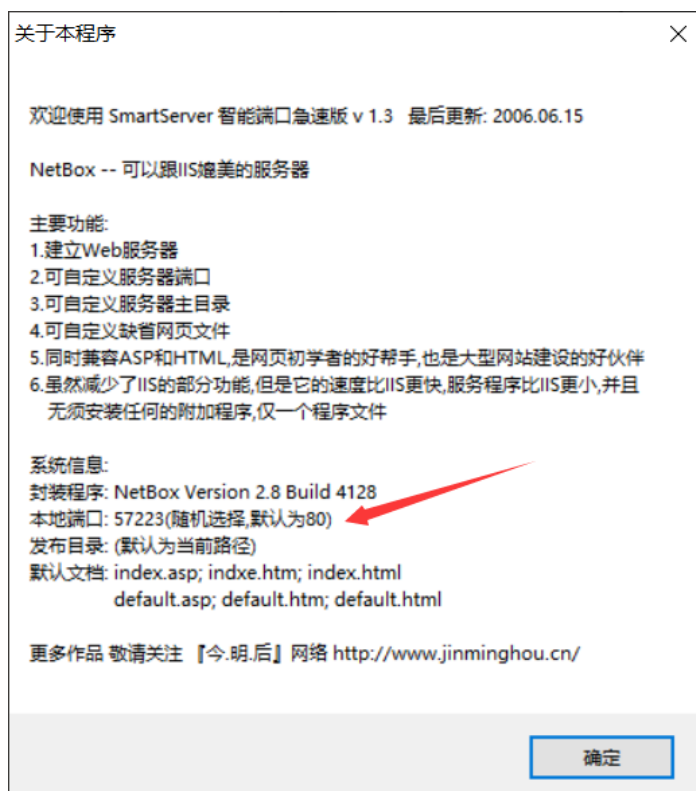 关于本程序
欢迎使用 SmartServer 智能端口急速版 v 1.3 最后更新: 2006.06.15
NetBox -- 可以跟IIS媲美的服务器
主要功能:
1.建立Web服务器
2.可自定义服务器端口
3.可自定义服务器主目录
4.可自定义缺省网页文件
5.同时兼容ASP和HTML,是网页初学者的好帮手,也是大型网站建设的好伙伴
6.虽然减少了IIS的部分功能,但是它的速度比IIS更快,服务程序比IIS更小,并且
无须安装任何的附加程序,仅一个程序文件
系统信息:
封装程序: NetBox Version 2.8 Build 4128
本地端口: 57223(随机选择,默认为80)
发布目录: (默认为当前路径)
默认文档: index.asp; indxe.htm; index.html
default.asp; default.htm; default.html
更多作品 敬请关注 『今.明.后』网络 http://www.jinminghou.cn/
确定